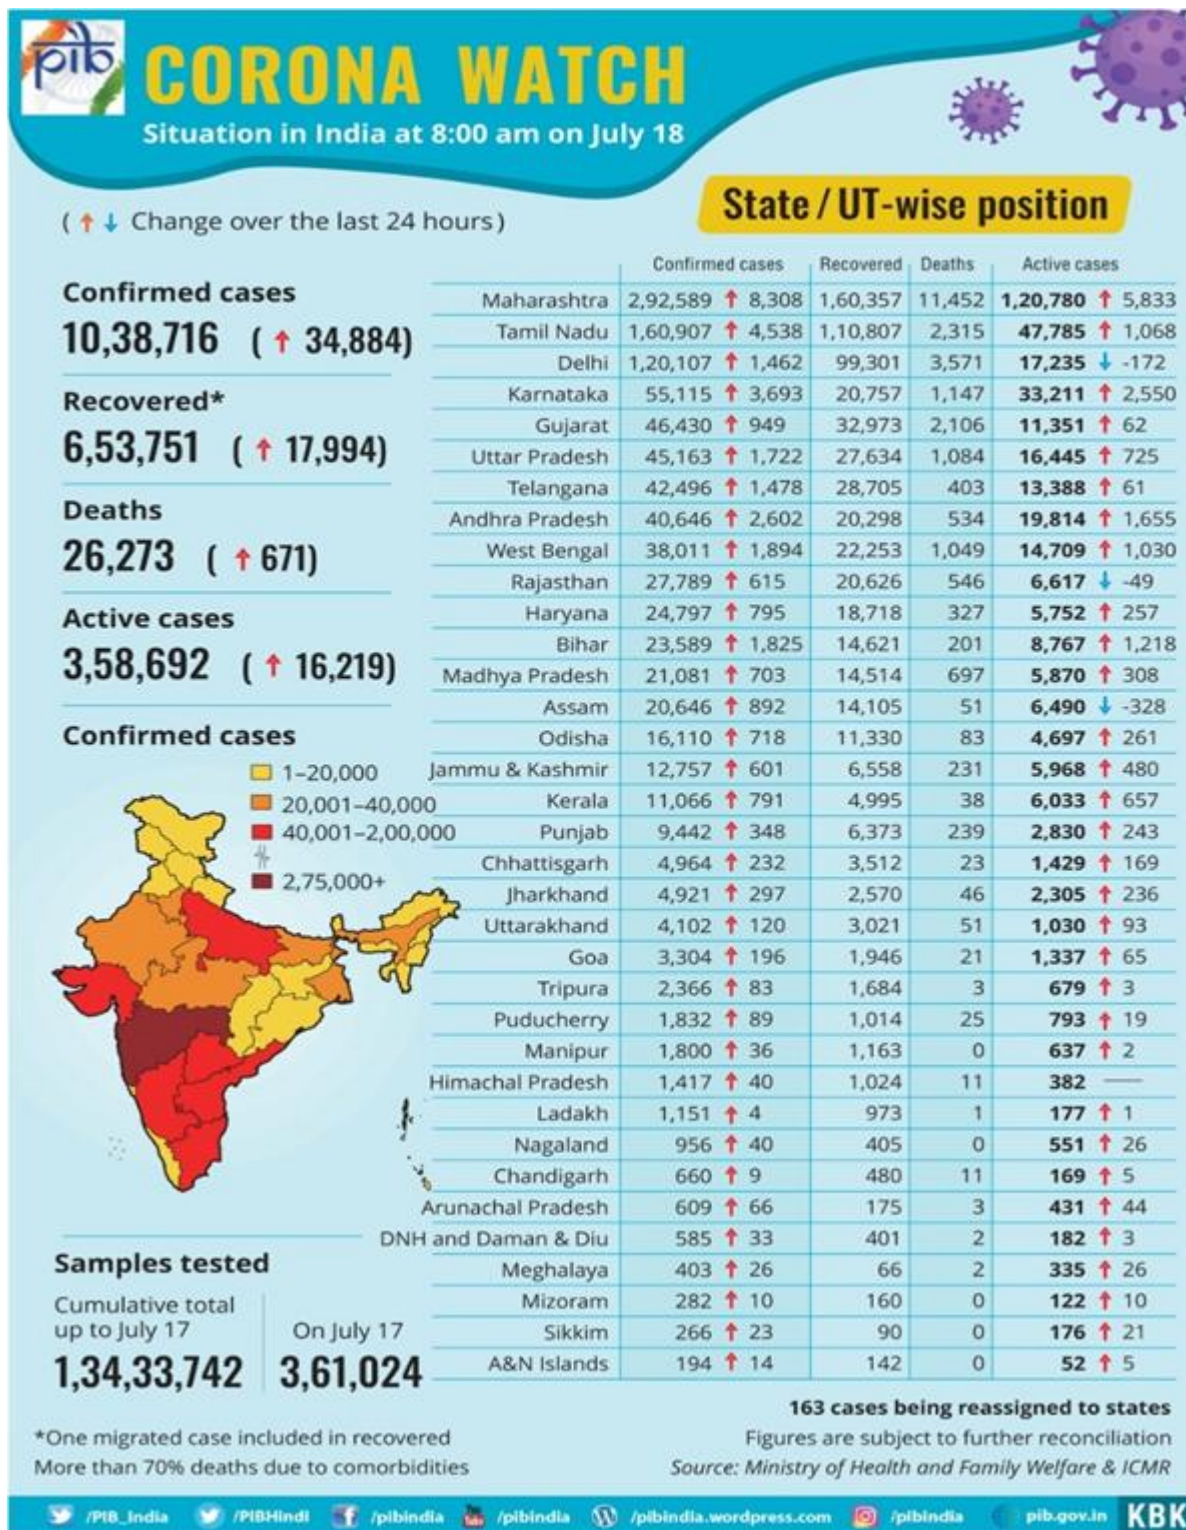 pib
CORONA WATCH
Situation in India at 8:00 am on July 18
State / UT-wise position
( ↑ ↓ Change over the last 24 hours )
Confirmed cases
10,38,716 ( ↑ 34,884)
Recovered*
6,53,751 ( ↑ 17,994)
Deaths
26,273 ( ↑ 671)
Active cases
3,58,692 ( ↑ 16,219)
Confirmed cases
1–20,000
20,001–40,000
40,001–2,00,000
2,75,000+
Samples tested
Cumulative total
up to July 17
1,34,33,742
On July 17
3,61,024
Confirmed cases Recovered Deaths Active cases
Maharashtra 2,92,589 ↑ 8,308 1,60,357 11,452 1,20,780 ↑ 5,833
Tamil Nadu 1,60,907 ↑ 4,538 1,10,807 2,315 47,785 ↑ 1,068
Delhi 1,20,107 ↑ 1,462 99,301 3,571 17,235 ↓ -172
Karnataka 55,115 ↑ 3,693 20,757 1,147 33,211 ↑ 2,550
Gujarat 46,430 ↑ 949 32,973 2,106 11,351 ↑ 62
Uttar Pradesh 45,163 ↑ 1,722 27,634 1,084 16,445 ↑ 725
Telangana 42,496 ↑ 1,478 28,705 403 13,388 ↑ 61
Andhra Pradesh 40,646 ↑ 2,602 20,298 534 19,814 ↑ 1,655
West Bengal 38,011 ↑ 1,894 22,253 1,049 14,709 ↑ 1,030
Rajasthan 27,789 ↑ 615 20,626 546 6,617 ↓ -49
Haryana 24,797 ↑ 795 18,718 327 5,752 ↑ 257
Bihar 23,589 ↑ 1,825 14,621 201 8,767 ↑ 1,218
Madhya Pradesh 21,081 ↑ 703 14,514 697 5,870 ↑ 308
Assam 20,646 ↑ 892 14,105 51 6,490 ↓ -328
Odisha 16,110 ↑ 718 11,330 83 4,697 ↑ 261
Jammu & Kashmir 12,757 ↑ 601 6,558 231 5,968 ↑ 480
Kerala 11,066 ↑ 791 4,995 38 6,033 ↑ 657
Punjab 9,442 ↑ 348 6,373 239 2,830 ↑ 243
Chhattisgarh 4,964 ↑ 232 3,512 23 1,429 ↑ 169
Jharkhand 4,921 ↑ 297 2,570 46 2,305 ↑ 236
Uttarakhand 4,102 ↑ 120 3,021 51 1,030 ↑ 93
Goa 3,304 ↑ 196 1,946 21 1,337 ↑ 65
Tripura 2,366 ↑ 83 1,684 3 679 ↑ 3
Puducherry 1,832 ↑ 89 1,014 25 793 ↑ 19
Manipur 1,800 ↑ 36 1,163 0 637 ↑ 2
Himachal Pradesh 1,417 ↑ 40 1,024 11 382 —
Ladakh 1,151 ↑ 4 973 1 177 ↑ 1
Nagaland 956 ↑ 40 405 0 551 ↑ 26
Chandigarh 660 ↑ 9 480 11 169 ↑ 5
Arunachal Pradesh 609 ↑ 66 175 3 431 ↑ 44
DNH and Daman & Diu 585 ↑ 33 401 2 182 ↑ 3
Meghalaya 403 ↑ 26 66 2 335 ↑ 26
Mizoram 282 ↑ 10 160 0 122 ↑ 10
Sikkim 266 ↑ 23 90 0 176 ↑ 21
A&N Islands 194 ↑ 14 142 0 52 ↑ 5
163 cases being reassigned to states
*One migrated case included in recovered
Figures are subject to further reconciliation
More than 70% deaths due to comorbidities
Source: Ministry of Health and Family Welfare & ICMR
/PIB_India /PIBHindi /pibindia /pibindia /pibindia.wordpress.com /pibindia pib.gov.in KBK